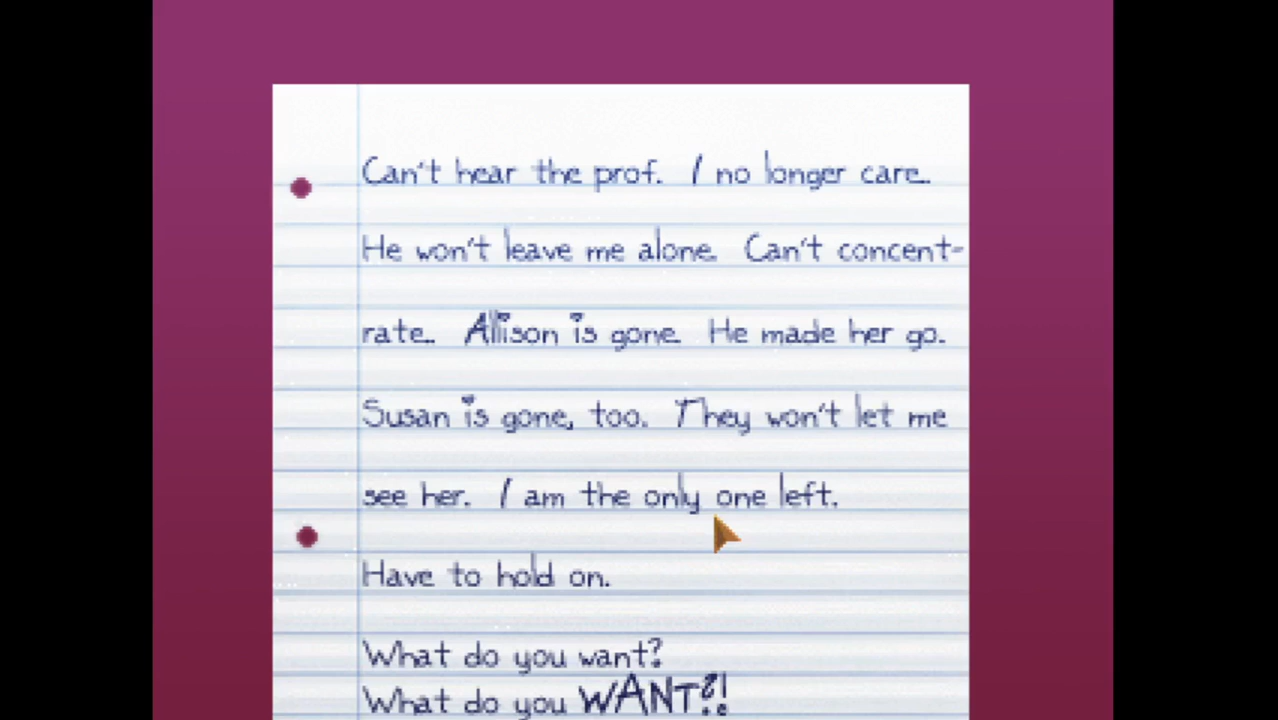 Can't hear the prof. I no longer care..
He won't leave me alone. Can't concent-
rate.. Allison is gone. He made her go.
Susan is gone, too. They won't let me
see her. I am the only one left.
Have to hold on.
What do you want?
What do you WANT?!